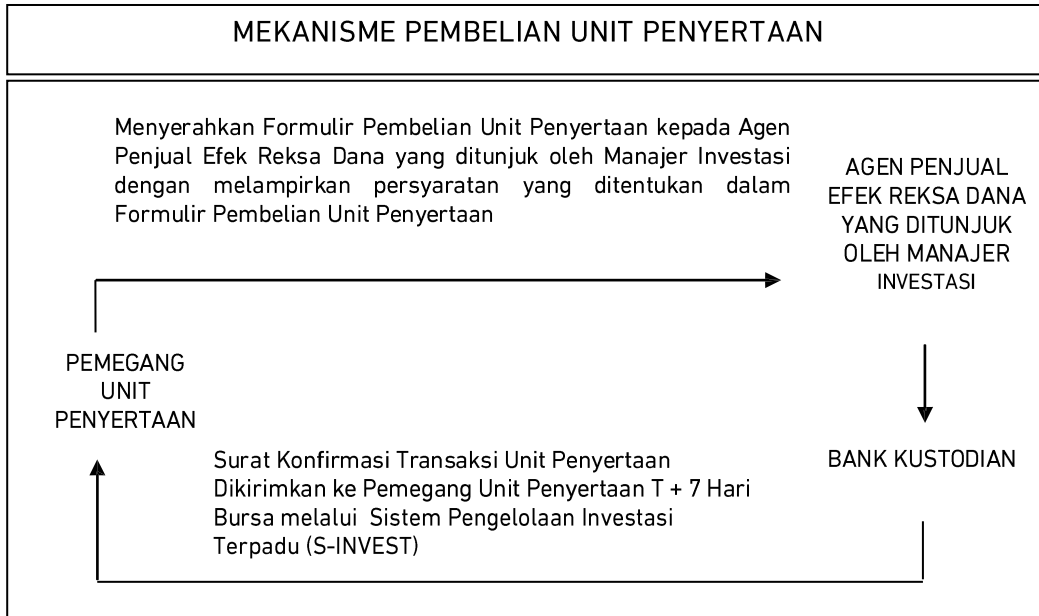 MEKANISME PEMBELIAN UNIT PENYERTAAN
Menyerahkan Formulir Pembelian Unit Penyertaan kepada Agen
Penjual Efek Reksa Dana yang ditunjuk oleh Manajer Investasi
dengan melampirkan persyaratan yang ditentukan dalam
Formulir Pembelian Unit Penyertaan
AGEN PENJUAL
EFEK REKSA DANA
YANG DITUNJUK
OLEH MANAJER
INVESTASI
PEMEGANG
UNIT
PENYERTAAN
Surat Konfirmasi Transaksi Unit Penyertaan
Dikirimkan ke Pemegang Unit Penyertaan T + 7 Hari
Bursa melalui Sistem Pengelolaan Investasi
Terpadu (S-INVEST)
BANK KUSTODIAN